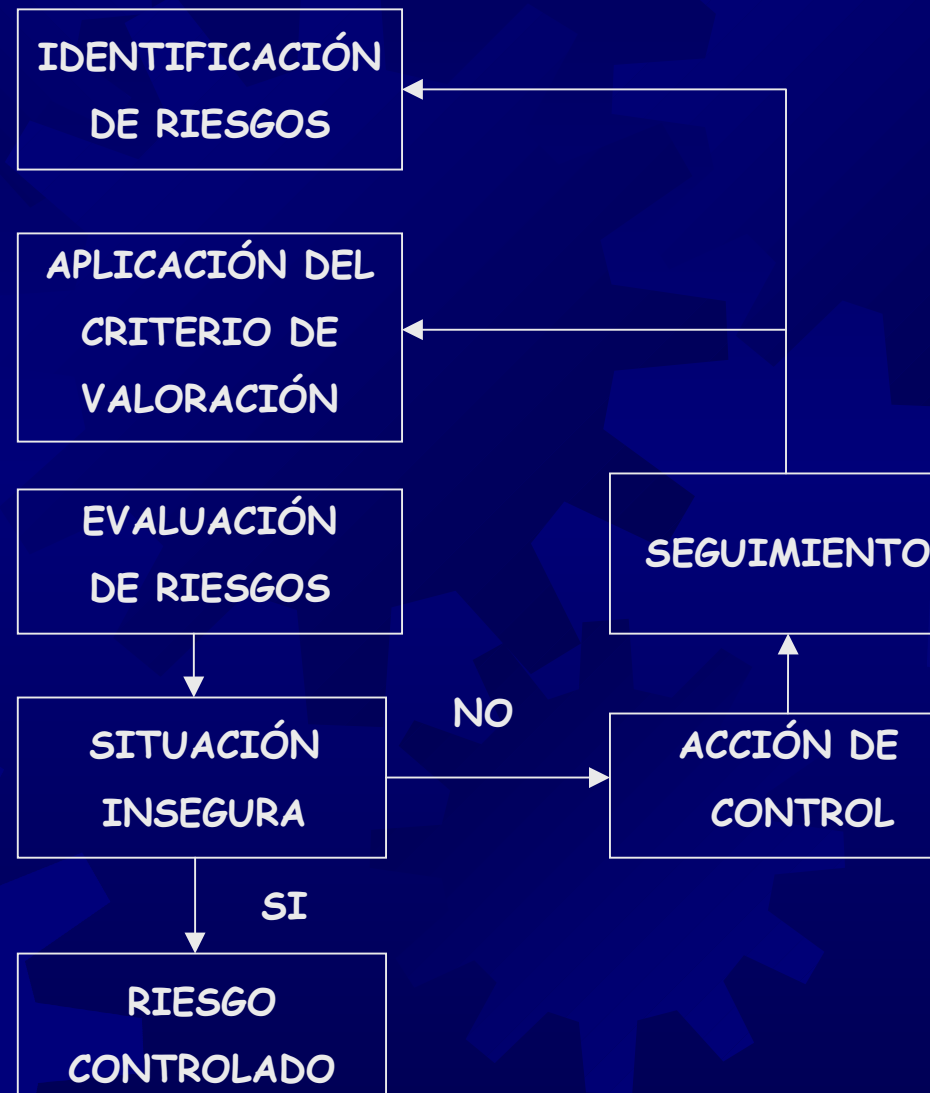 IDENTIFICACIÓN
DE RIESGOS
APLICACIÓN DEL
CRITERIO DE
VALORACIÓN
EVALUACIÓN
DE RIESGOS
SEGUIMIENTO
SITUACIÓN
INSEGURA
NO
ACCIÓN DE
CONTROL
SI
RIESGO
CONTROLADO